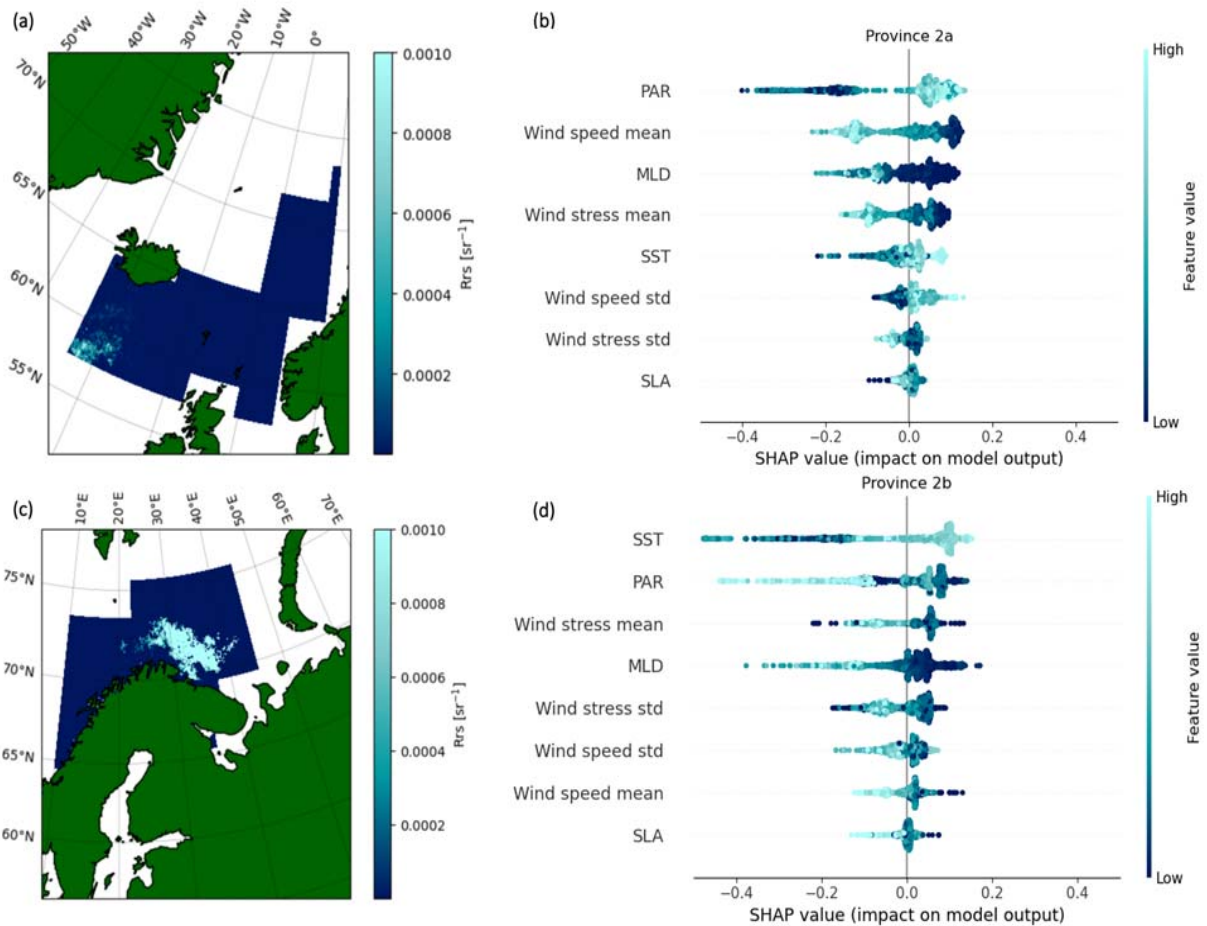 (a)
50°W
40°W
30°W
20°W
10°W
0°
70°N
65°N
60°N
55°N
0.0010
0.0008
0.0006
0.0004
0.0002
Rrs [sr⁻¹]
(b)
Province 2a
PAR
Wind speed mean
MLD
Wind stress mean
SST
Wind speed std
Wind stress std
SLA
−0.4
−0.2
0.0
0.2
0.4
SHAP value (impact on model output)
High
Low
Feature value
(c)
10°E
20°E
30°E
40°E
50°E
60°E
70°E
75°N
70°N
65°N
60°N
0.0010
0.0008
0.0006
0.0004
0.0002
Rrs [sr⁻¹]
(d)
Province 2b
SST
PAR
Wind stress mean
MLD
Wind stress std
Wind speed std
Wind speed mean
SLA
−0.4
−0.2
0.0
0.2
0.4
SHAP value (impact on model output)
High
Low
Feature value